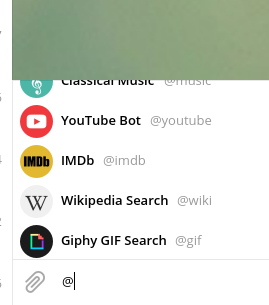 Classical Music @music
YouTube Bot @youtube
IMDb IMDb @imdb
W Wikipedia Search @wiki
Giphy GIF Search @gif
@